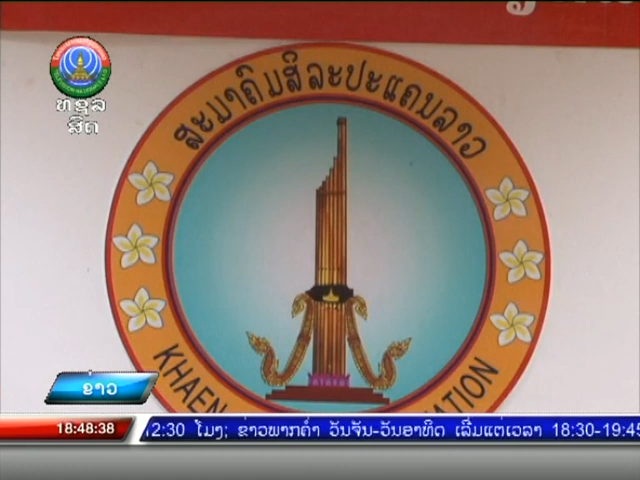 ທຊລ
ສົດ
ສະມາຄົມສິລະປະແຄນລາວ
KHAEN
ຂ່າວ
18:48:38
12:30 ໂມງ; ຂ່າວພາກຄໍ່າ ວັນຈັນ-ວັນອາທິດ ເລີ່ມແຕ່ເວລາ 18:30-19:45